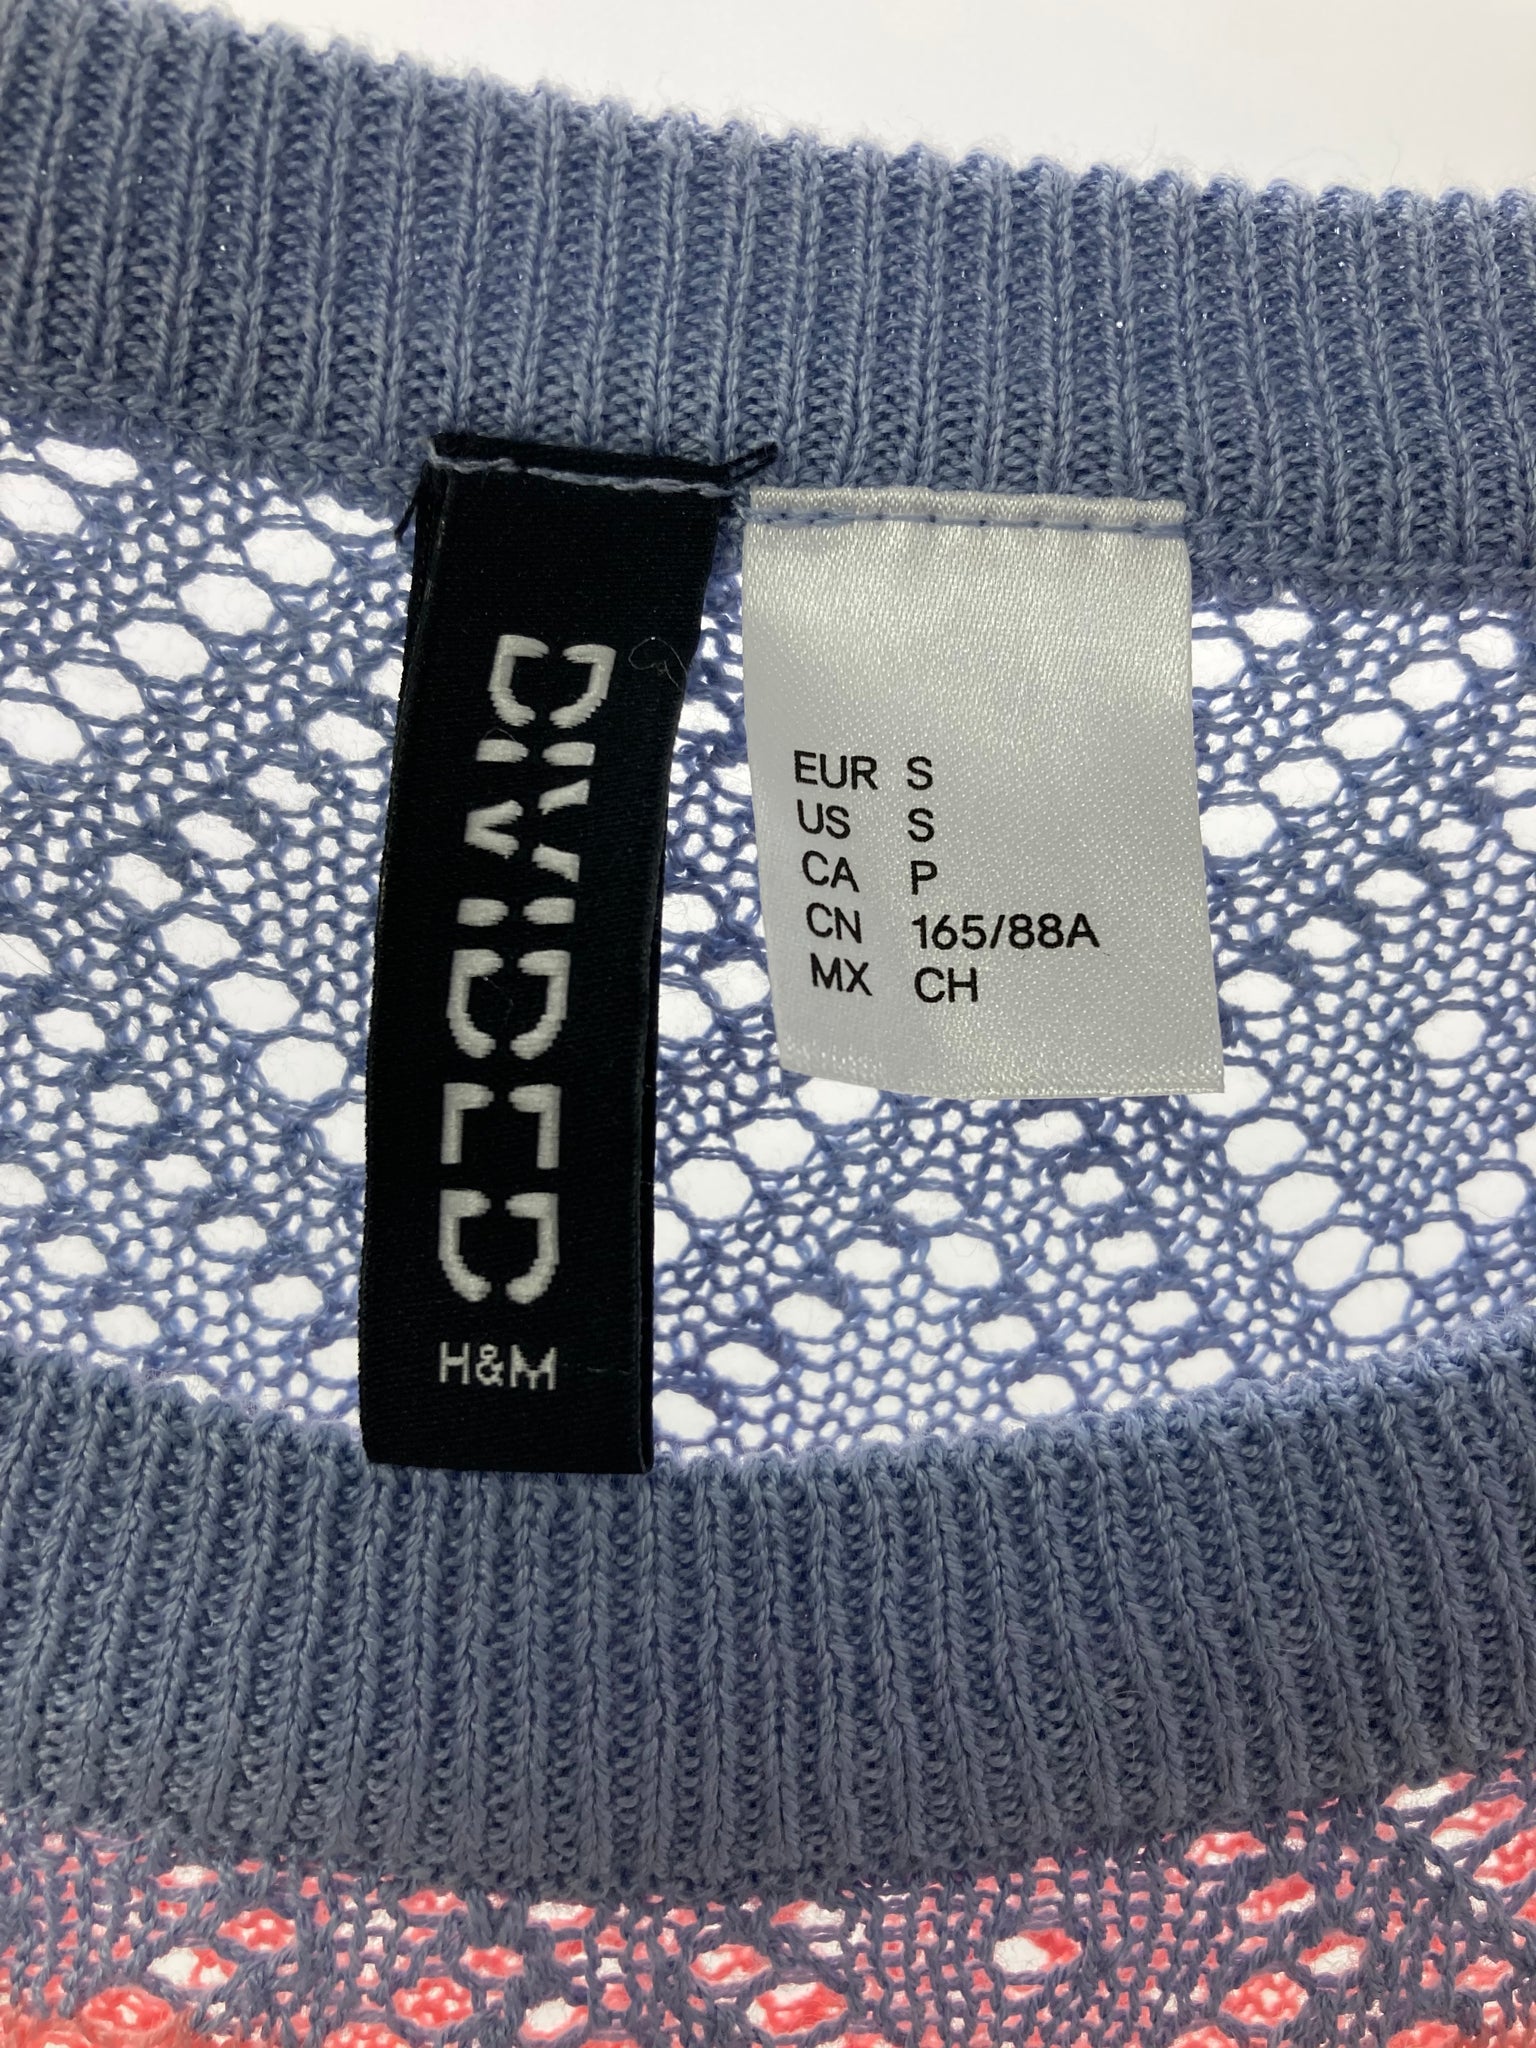 DIVIDED
H&M
EUR S
US S
CA P
CN 165/88A
MX CH